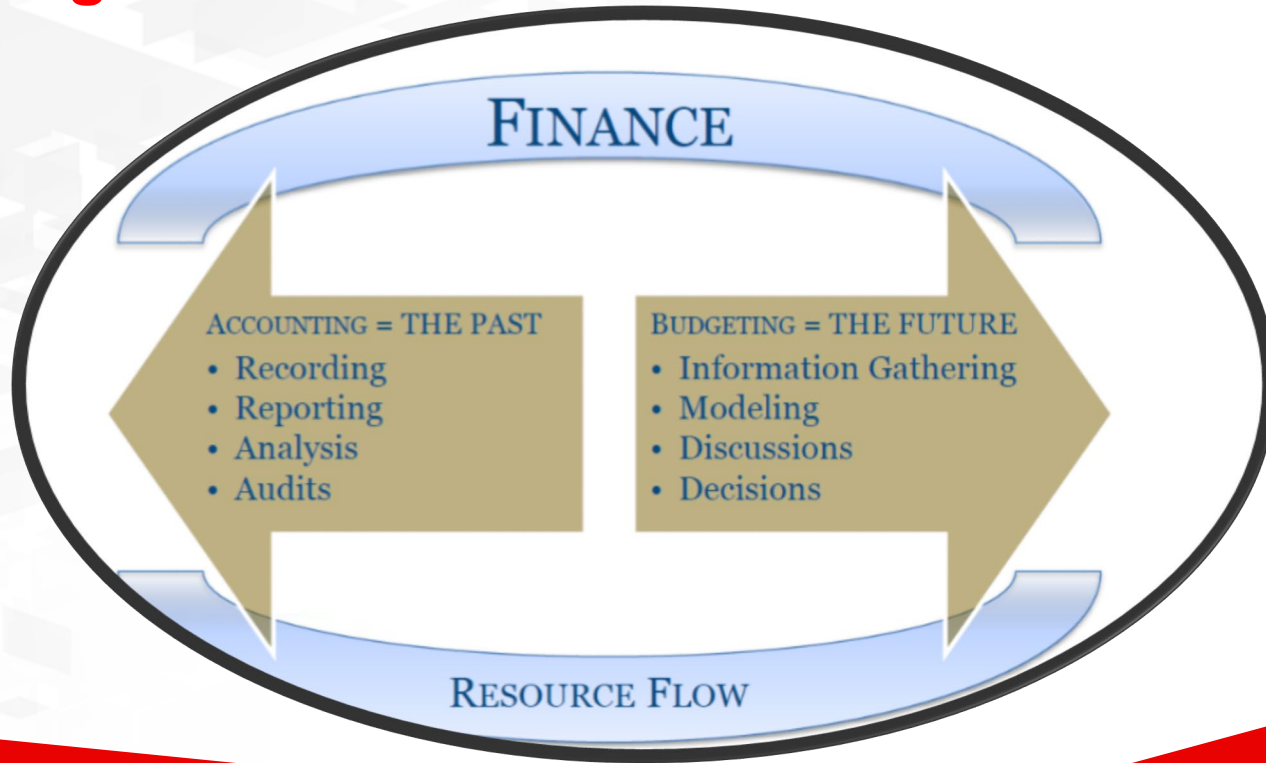 FINANCE
ACCOUNTING = THE PAST
• Recording
• Reporting
• Analysis
• Audits
BUDGETING = THE FUTURE
• Information Gathering
• Modeling
• Discussions
• Decisions
RESOURCE FLOW